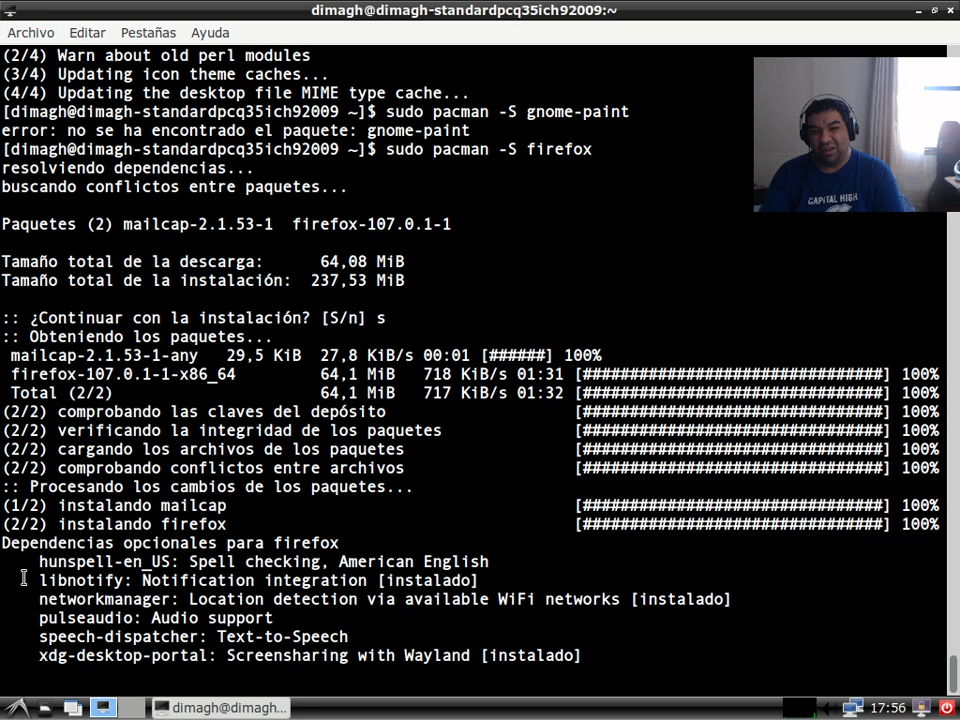 dimagh@dimagh-standardpcq35ich92009:~
Archivo Editar Pestañas Ayuda
(2/4) Warn about old perl modules
(3/4) Updating icon theme caches...
(4/4) Updating the desktop file MIME type cache...
[dimagh@dimagh-standardpcq35ich92009 ~]$ sudo pacman -S gnome-paint
error: no se ha encontrado el paquete: gnome-paint
[dimagh@dimagh-standardpcq35ich92009 ~]$ sudo pacman -S firefox
resolviendo dependencias...
buscando conflictos entre paquetes...
Paquetes (2) mailcap-2.1.53-1  firefox-107.0.1-1
Tamaño total de la descarga:      64,08 MiB
Tamaño total de la instalación:  237,53 MiB
:: ¿Continuar con la instalación? [S/n] s
:: Obteniendo los paquetes...
mailcap-2.1.53-1-any   29,5 KiB  27,8 KiB/s 00:01 [######] 100%
firefox-107.0.1-1-x86_64   64,1 MiB   718 KiB/s 01:31 [################################] 100%
Total (2/2)   64,1 MiB   717 KiB/s 01:32 [################################] 100%
(2/2) comprobando las claves del depósito [################################] 100%
(2/2) verificando la integridad de los paquetes [################################] 100%
(2/2) cargando los archivos de los paquetes [################################] 100%
(2/2) comprobando conflictos entre archivos [################################] 100%
:: Procesando los cambios de los paquetes...
(1/2) instalando mailcap [################################] 100%
(2/2) instalando firefox [################################] 100%
Dependencias opcionales para firefox
hunspell-en_US: Spell checking, American English
libnotify: Notification integration [instalado]
networkmanager: Location detection via available WiFi networks [instalado]
pulseaudio: Audio support
speech-dispatcher: Text-to-Speech
xdg-desktop-portal: Screensharing with Wayland [instalado]
CAPITAL HIGH
dimagh@dimagh...
17:56